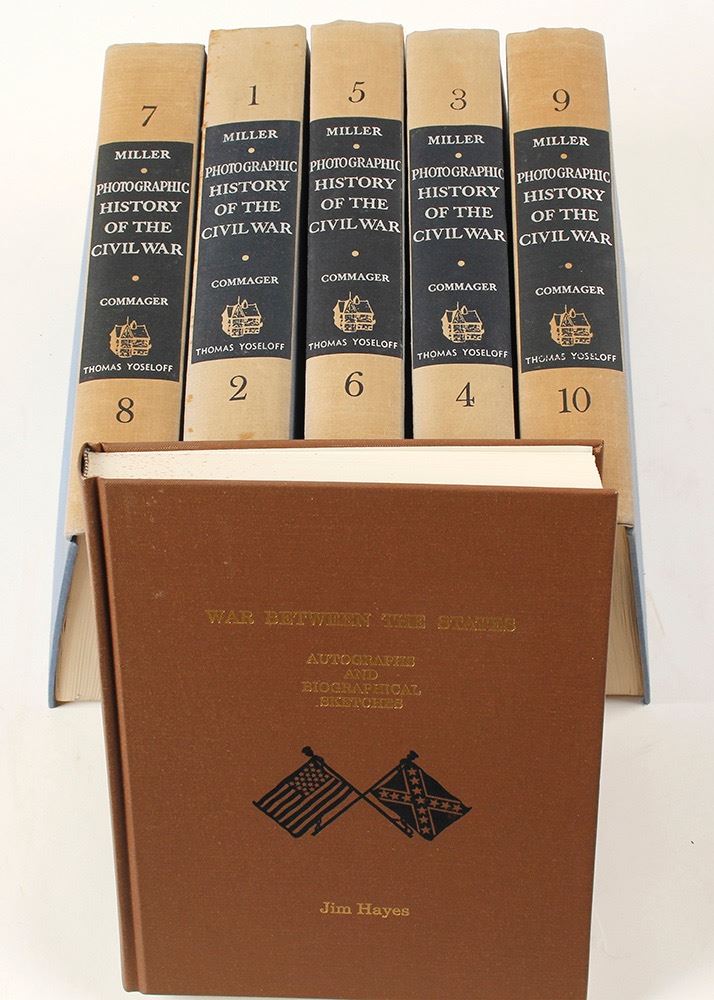 7
MILLER
PHOTOGRAPHIC
HISTORY
OF THE
CIVIL WAR
COMMAGER
THOMAS YOSELOFF
8
1
MILLER
PHOTOGRAPHIC
HISTORY
OF THE
CIVIL WAR
COMMAGER
THOMAS YOSELOFF
2
5
MILLER
PHOTOGRAPHIC
HISTORY
OF THE
CIVIL WAR
COMMAGER
THOMAS YOSELOFF
6
3
MILLER
PHOTOGRAPHIC
HISTORY
OF THE
CIVIL WAR
COMMAGER
THOMAS YOSELOFF
4
9
MILLER
PHOTOGRAPHIC
HISTORY
OF THE
CIVIL WAR
COMMAGER
THOMAS YOSELOFF
10
WAR BETWEEN THE STATES
AUTOGRAPHS
AND
BIOGRAPHICAL
SKETCHES
Jim Hayes